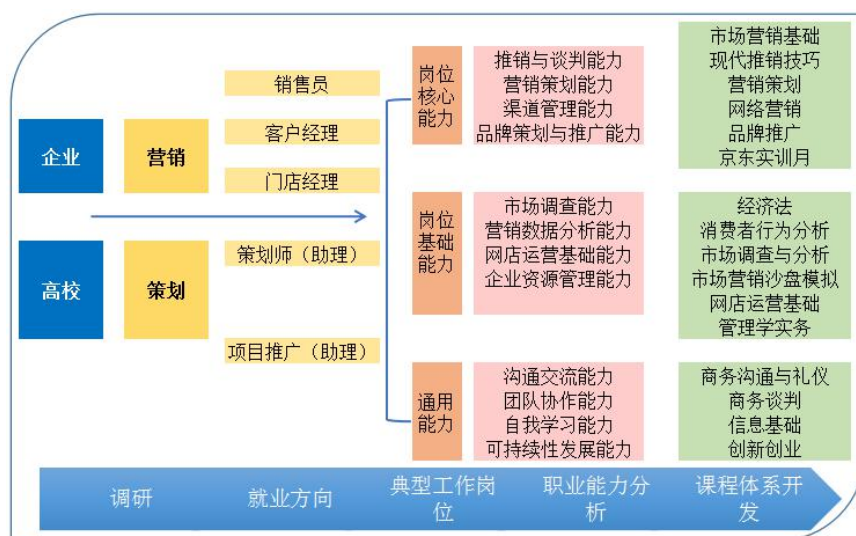 企业
高校
营销
策划
销售员
客户经理
门店经理
策划师（助理）
项目推广（助理）
岗位
核心
能力
推销与谈判能力
营销策划能力
渠道管理能力
品牌策划与推广能力
市场营销基础
现代推销技巧
营销策划
网络营销
品牌推广
京东实训月
岗位
基础
能力
市场调查能力
营销数据分析能力
网店运营基础能力
企业资源管理能力
经济法
消费者行为分析
市场调查与分析
市场营销沙盘模拟
网店运营基础
管理学实务
通用
能力
沟通交流能力
团队协作能力
自我学习能力
可持续性发展能力
商务沟通与礼仪
商务谈判
信息基础
创新创业
调研
就业方向
典型工作岗
位
职业能力分
析
课程体系开
发